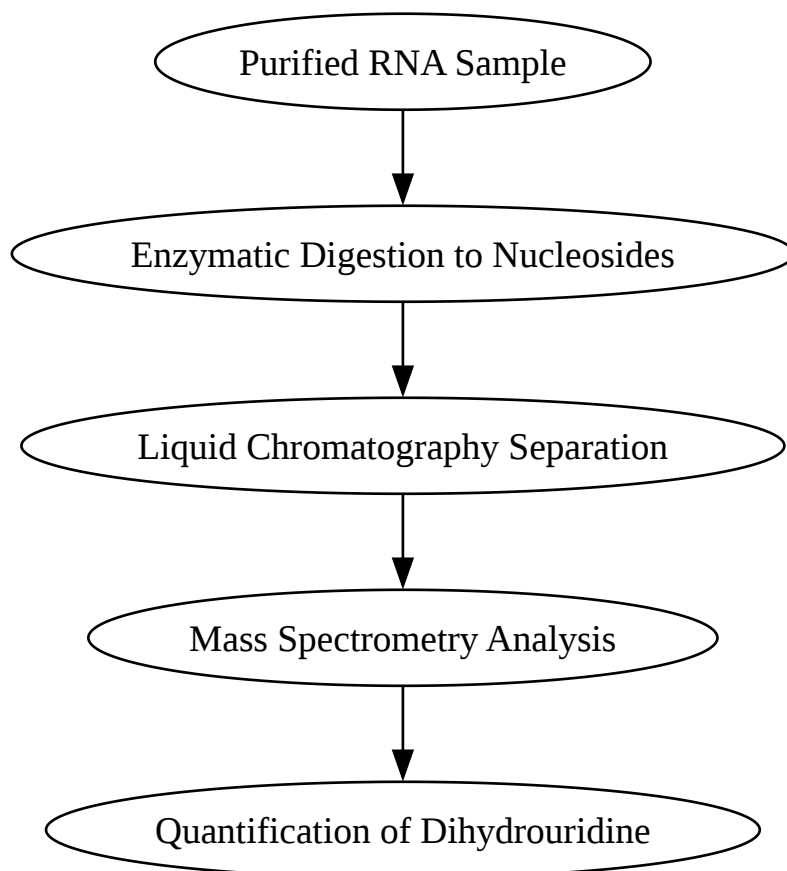 Purified RNA Sample
Enzymatic Digestion to Nucleosides
Liquid Chromatography Separation
Mass Spectrometry Analysis
Quantification of Dihydrouridine